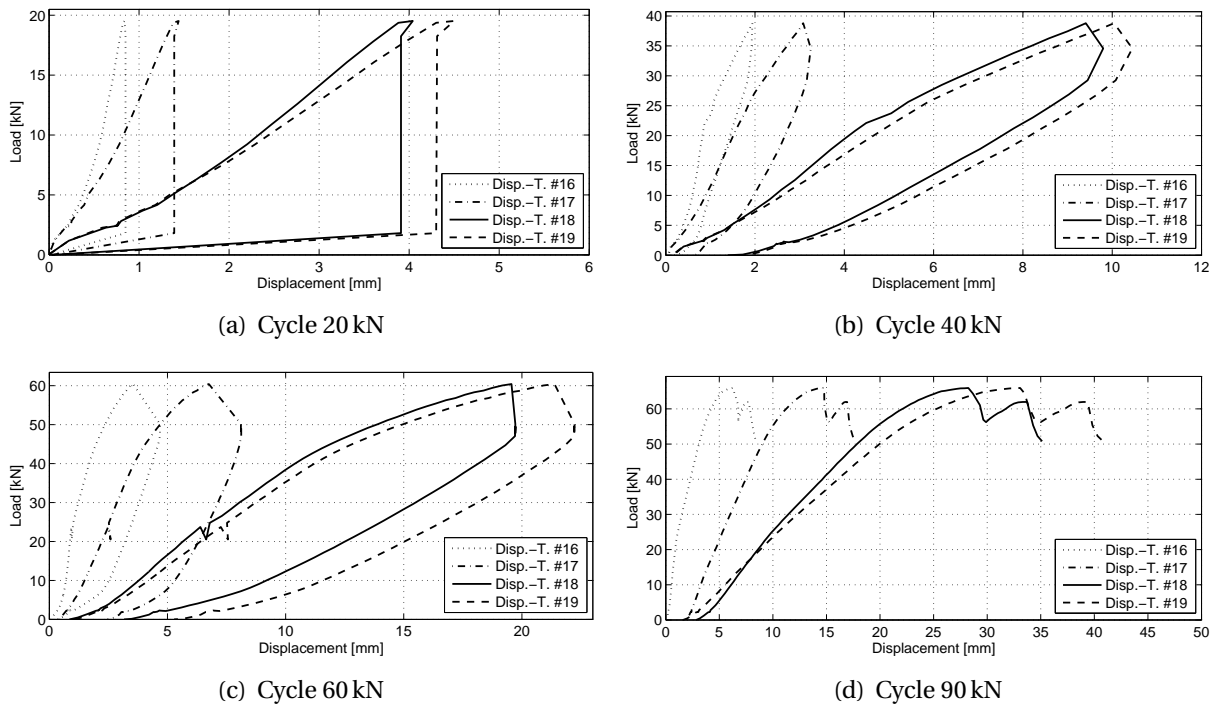 20
15
10
5
0
Load [kN]
0 1 2 3 4 5 6
Displacement [mm]
Disp.−T. #16
Disp.−T. #17
Disp.−T. #18
Disp.−T. #19
(a) Cycle 20 kN
40
35
30
25
20
15
10
5
0
Load [kN]
0 2 4 6 8 10 12
Displacement [mm]
Disp.−T. #16
Disp.−T. #17
Disp.−T. #18
Disp.−T. #19
(b) Cycle 40 kN
60
50
40
30
20
10
0
Load [kN]
0 5 10 15 20
Displacement [mm]
Disp.−T. #16
Disp.−T. #17
Disp.−T. #18
Disp.−T. #19
(c) Cycle 60 kN
60
50
40
30
20
10
0
Load [kN]
0 5 10 15 20 25 30 35 40 45 50
Displacement [mm]
Disp.−T. #16
Disp.−T. #17
Disp.−T. #18
Disp.−T. #19
(d) Cycle 90 kN